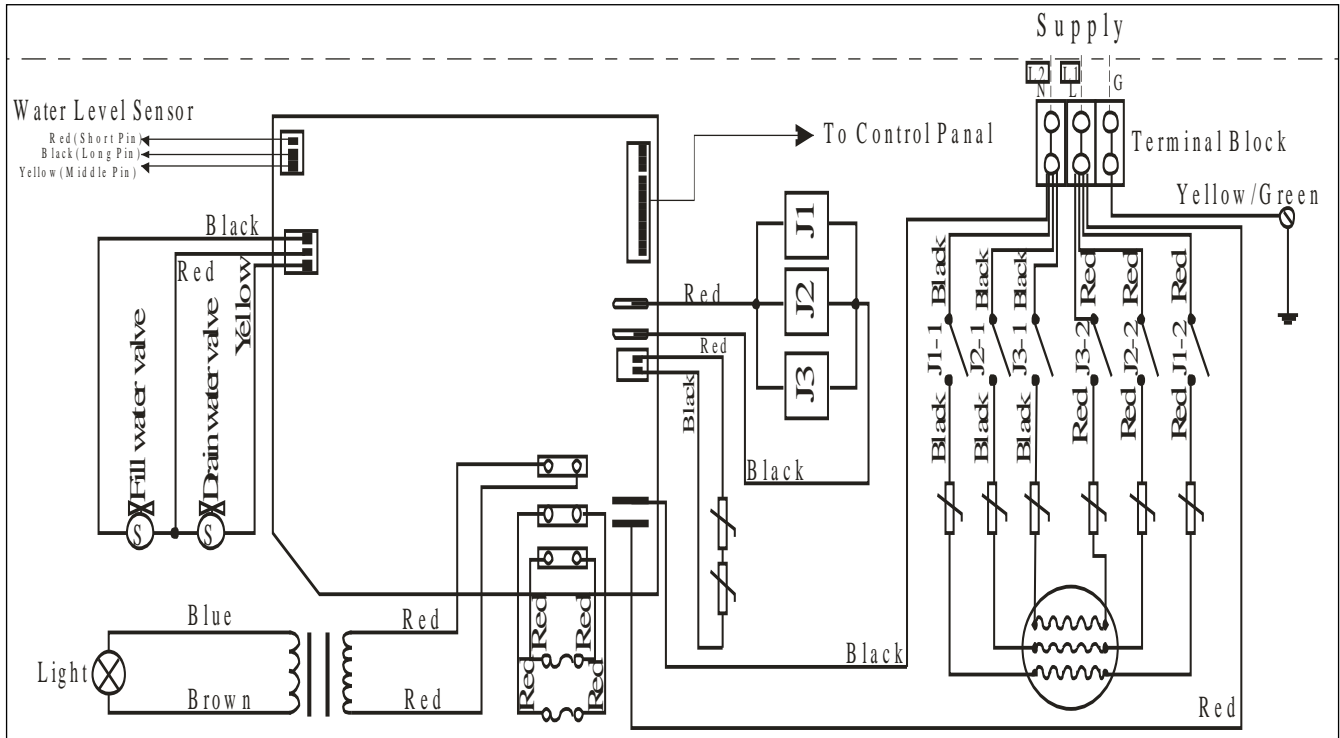 Supply
L2
L1
N
L
G
Water Level Sensor
Red(Short Pin)
Black(Long Pin)
Yellow(Middle Pin)
To Control Panal
Terminal Block
Yellow/Green
Black
Red
Yellow
Fill water valve
Drain water valve
S
S
J1
J2
J3
Red
Red
Black
Black
Black
Black
Black
Red
Red
Red
J1-1
J2-1
J3-1
J3-2
J2-2
J1-2
Black
Black
Black
Red
Red
Red
Light
Blue
Brown
Red
Red
Red
Red
Red
Red
Black
Red